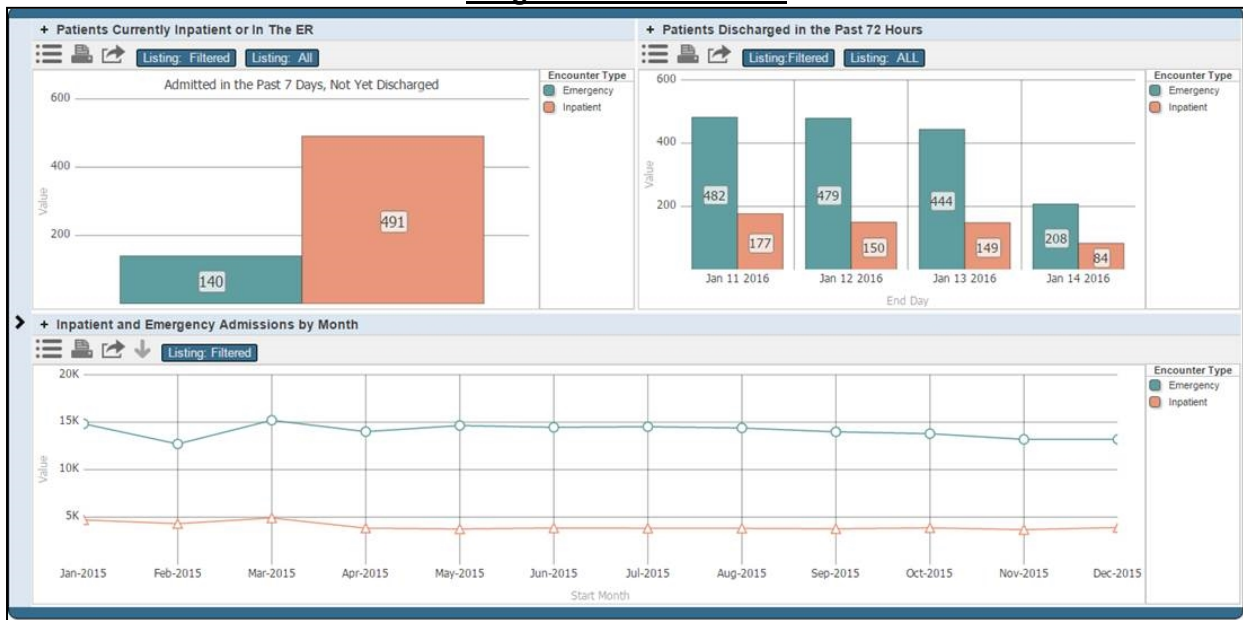 + Patients Currently Inpatient or In The ER
Listing: Filtered Listing: All
Admitted in the Past 7 Days, Not Yet Discharged
Encounter Type
Emergency
Inpatient
600
400
200
Value
140
491
+ Patients Discharged in the Past 72 Hours
Listing:Filtered Listing: ALL
Encounter Type
Emergency
Inpatient
600
400
200
Value
482 177 479 150 444 149 208 84
Jan 11 2016 Jan 12 2016 Jan 13 2016 Jan 14 2016
End Day
+ Inpatient and Emergency Admissions by Month
Listing: Filtered
Encounter Type
Emergency
Inpatient
20K
15K
10K
5K
Value
Jan-2015 Feb-2015 Mar-2015 Apr-2015 May-2015 Jun-2015 Jul-2015 Aug-2015 Sep-2015 Oct-2015 Nov-2015 Dec-2015
Start Month